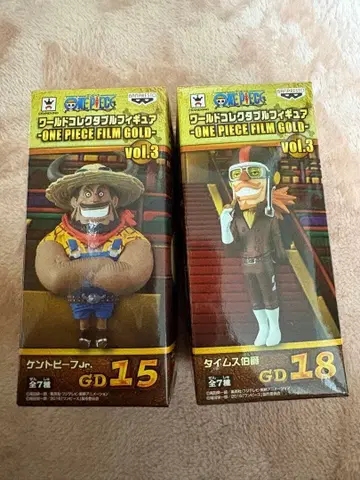 ONE PIECE
BANPRESTO
ワールドコレクタブルフィギュア
-ONE PIECE FILM GOLD-
vol.3
ケントビーフJr.
全7種
GD 15
ONE PIECE
BANPRESTO
ワールドコレクタブルフィギュア
-ONE PIECE FILM GOLD-
vol.3
タイムス伯爵
全7種
GD 18